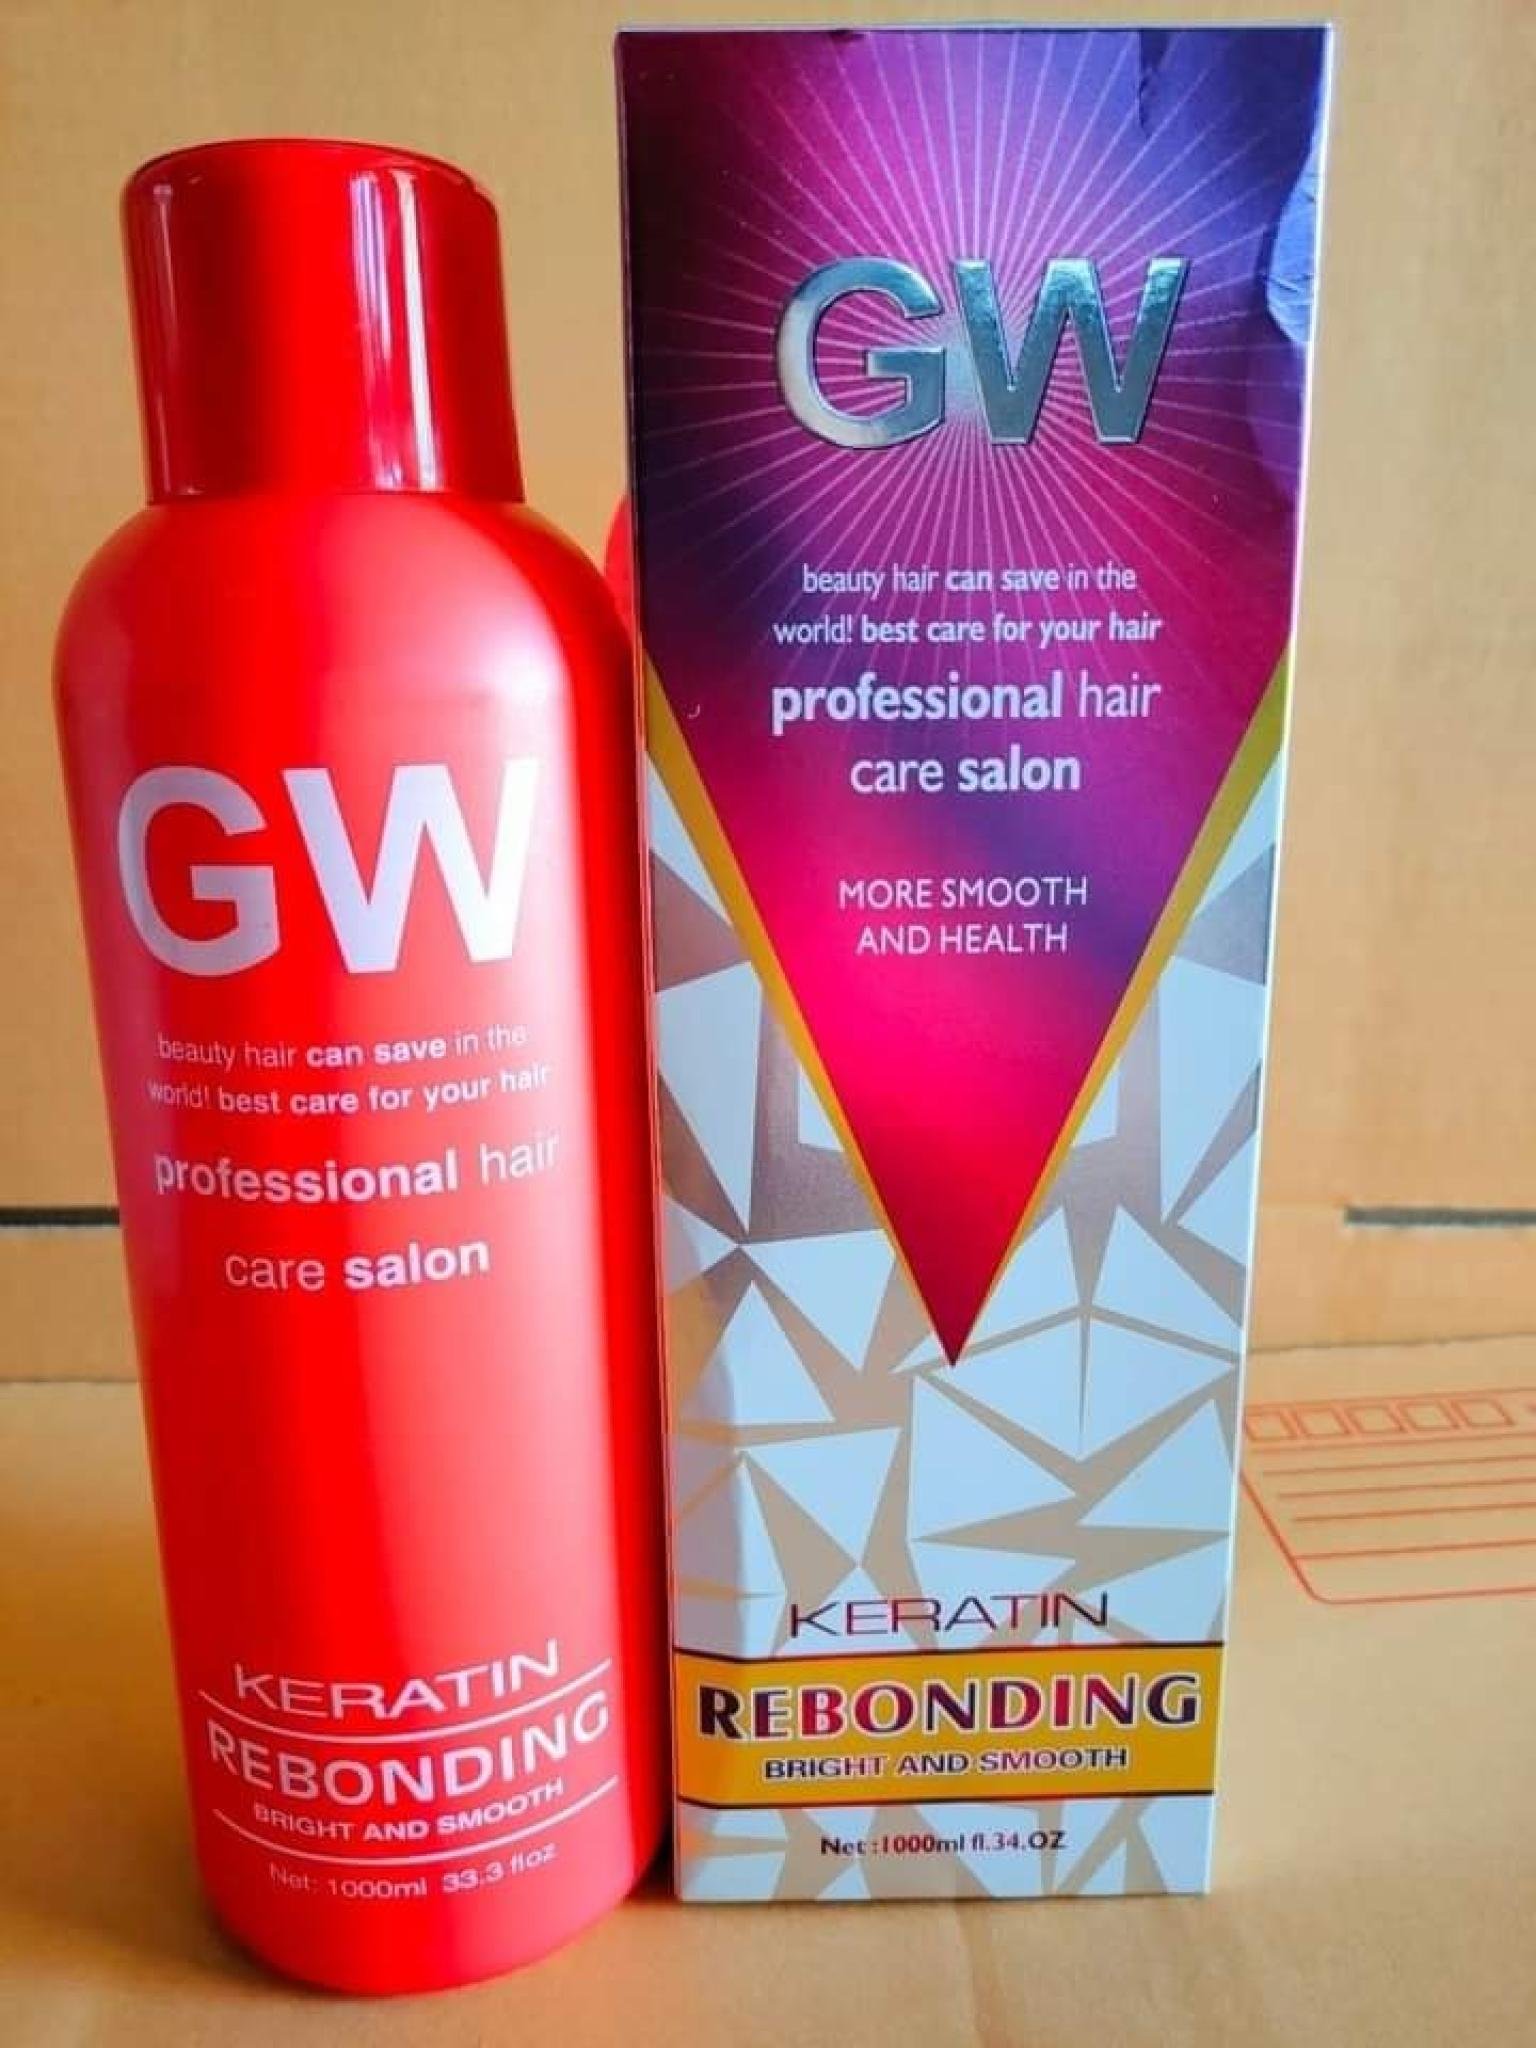 GW
beauty hair can save in the
world! best care for your hair
professional hair
care salon
KERATIN
REBONDING
BRIGHT AND SMOOTH
Net: 1000ml 33.3 floz
GW
beauty hair can save in the
world! best care for your hair
professional hair
care salon
MORE SMOOTH
AND HEALTH
KERATIN
REBONDING
BRIGHT AND SMOOTH
Net :1000ml fl.34.OZ